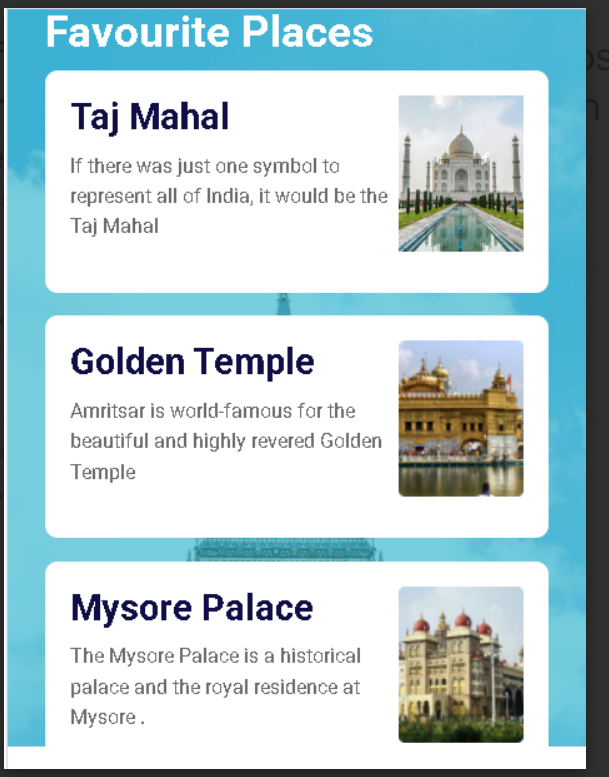 Favourite Places
Taj Mahal
If there was just one symbol to
represent all of India, it would be the
Taj Mahal
Golden Temple
Amritsar is world-famous for the
beautiful and highly revered Golden
Temple
Mysore Palace
The Mysore Palace is a historical
palace and the royal residence at
Mysore .